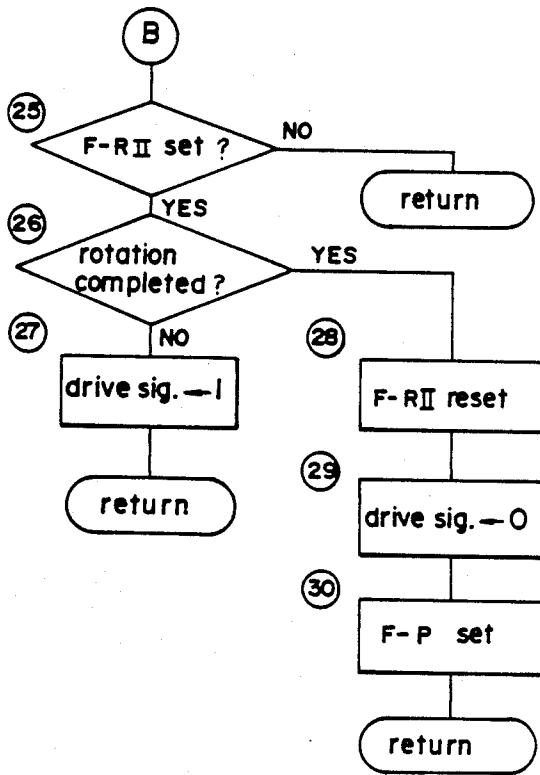 B
25
F-RII set ?
NO
return
YES
26
rotation
completed?
YES
27
NO
28
drive sig. ← 1
F-RII reset
return
29
drive sig. ← 0
30
F-P set
return